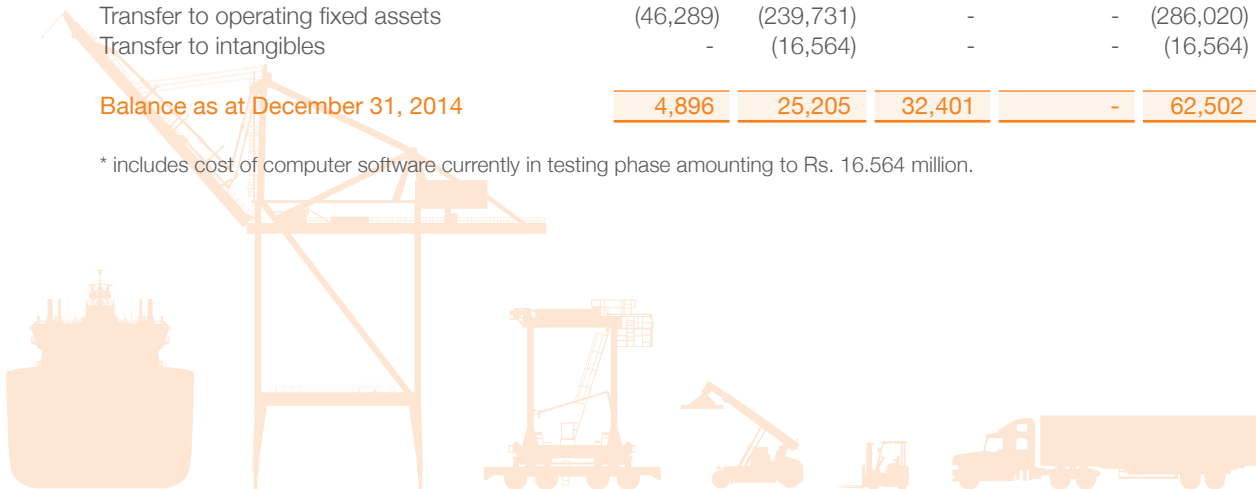 Transfer to operating fixed assets (46,289) (239,731) - - (286,020)
Transfer to intangibles - (16,564) - - (16,564)
Balance as at December 31, 2014 4,896 25,205 32,401 - 62,502
* includes cost of computer software currently in testing phase amounting to Rs. 16.564 million.